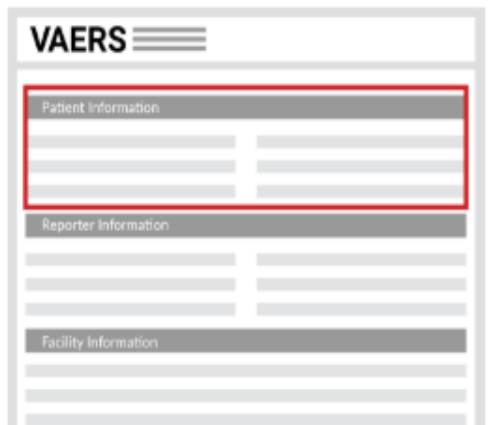 VAERS
Patient Information
Reporter Information
Facility Information